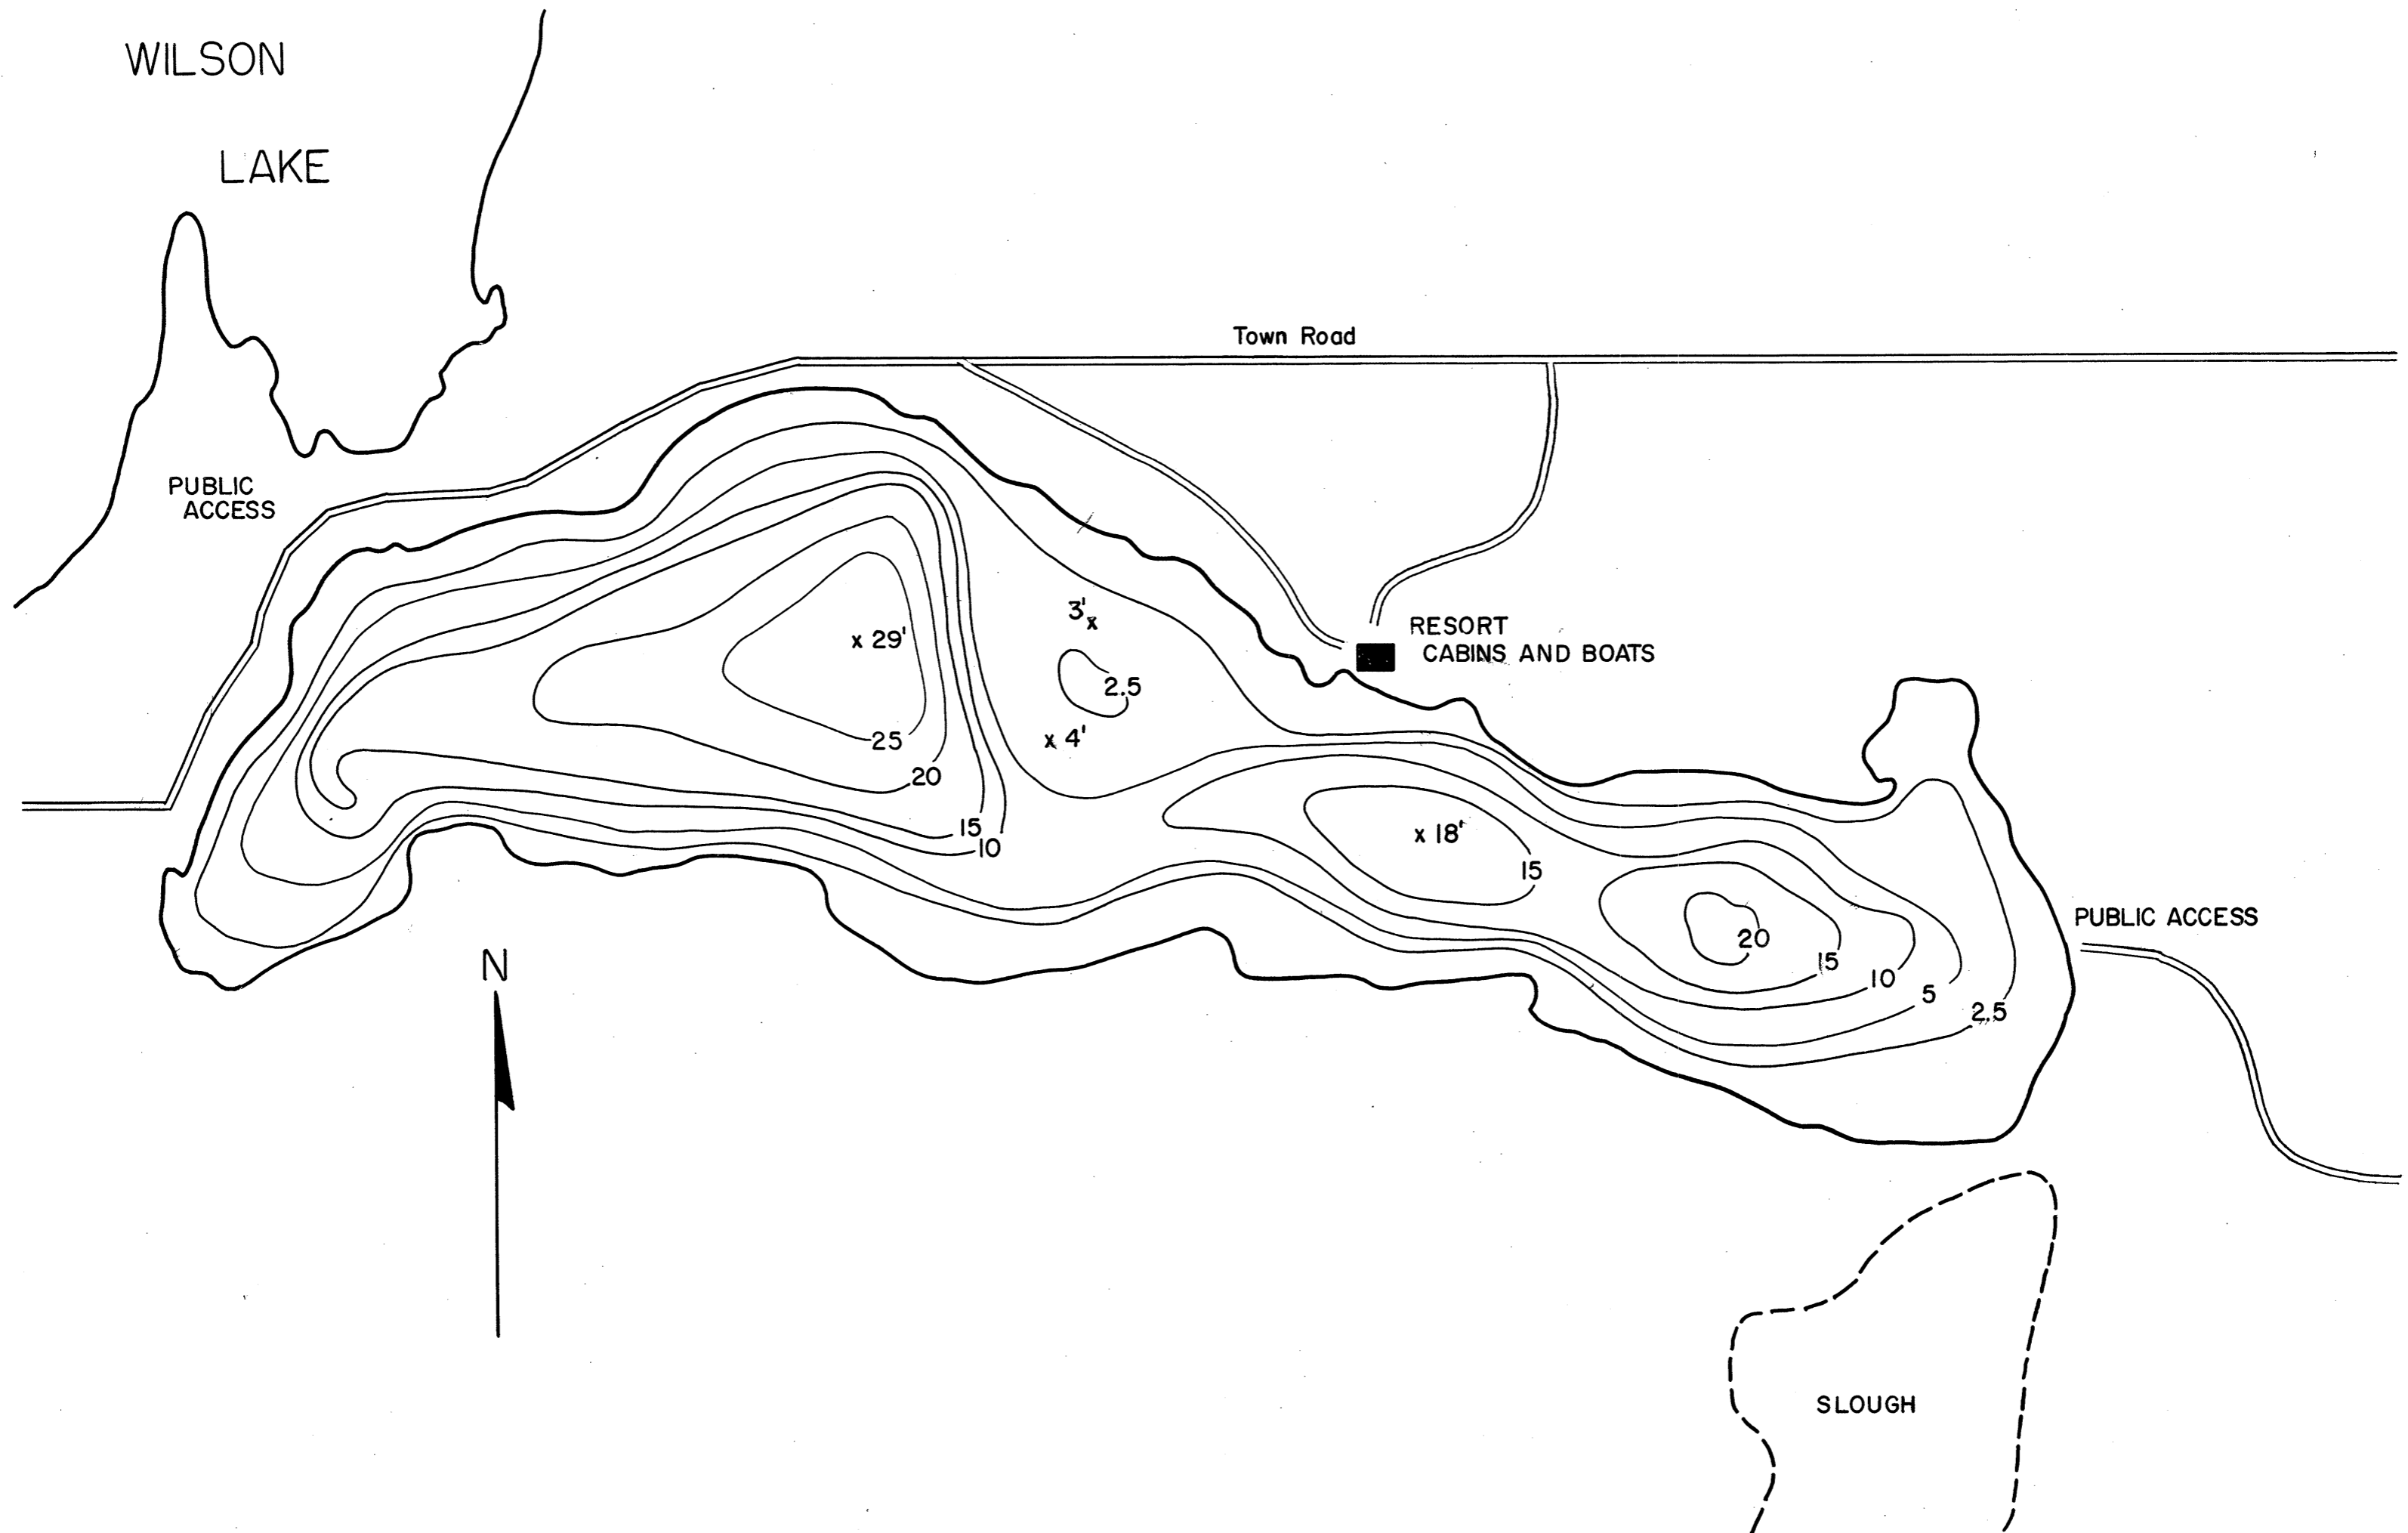 WILSON
LAKE
Town Road
PUBLIC
ACCESS
3'x
x 29'
RESORT
CABINS AND BOATS
2.5
x 4'
25
20
15
10
x 18'
15
PUBLIC ACCESS
20
15
10
5
2.5
N
SLOUGH